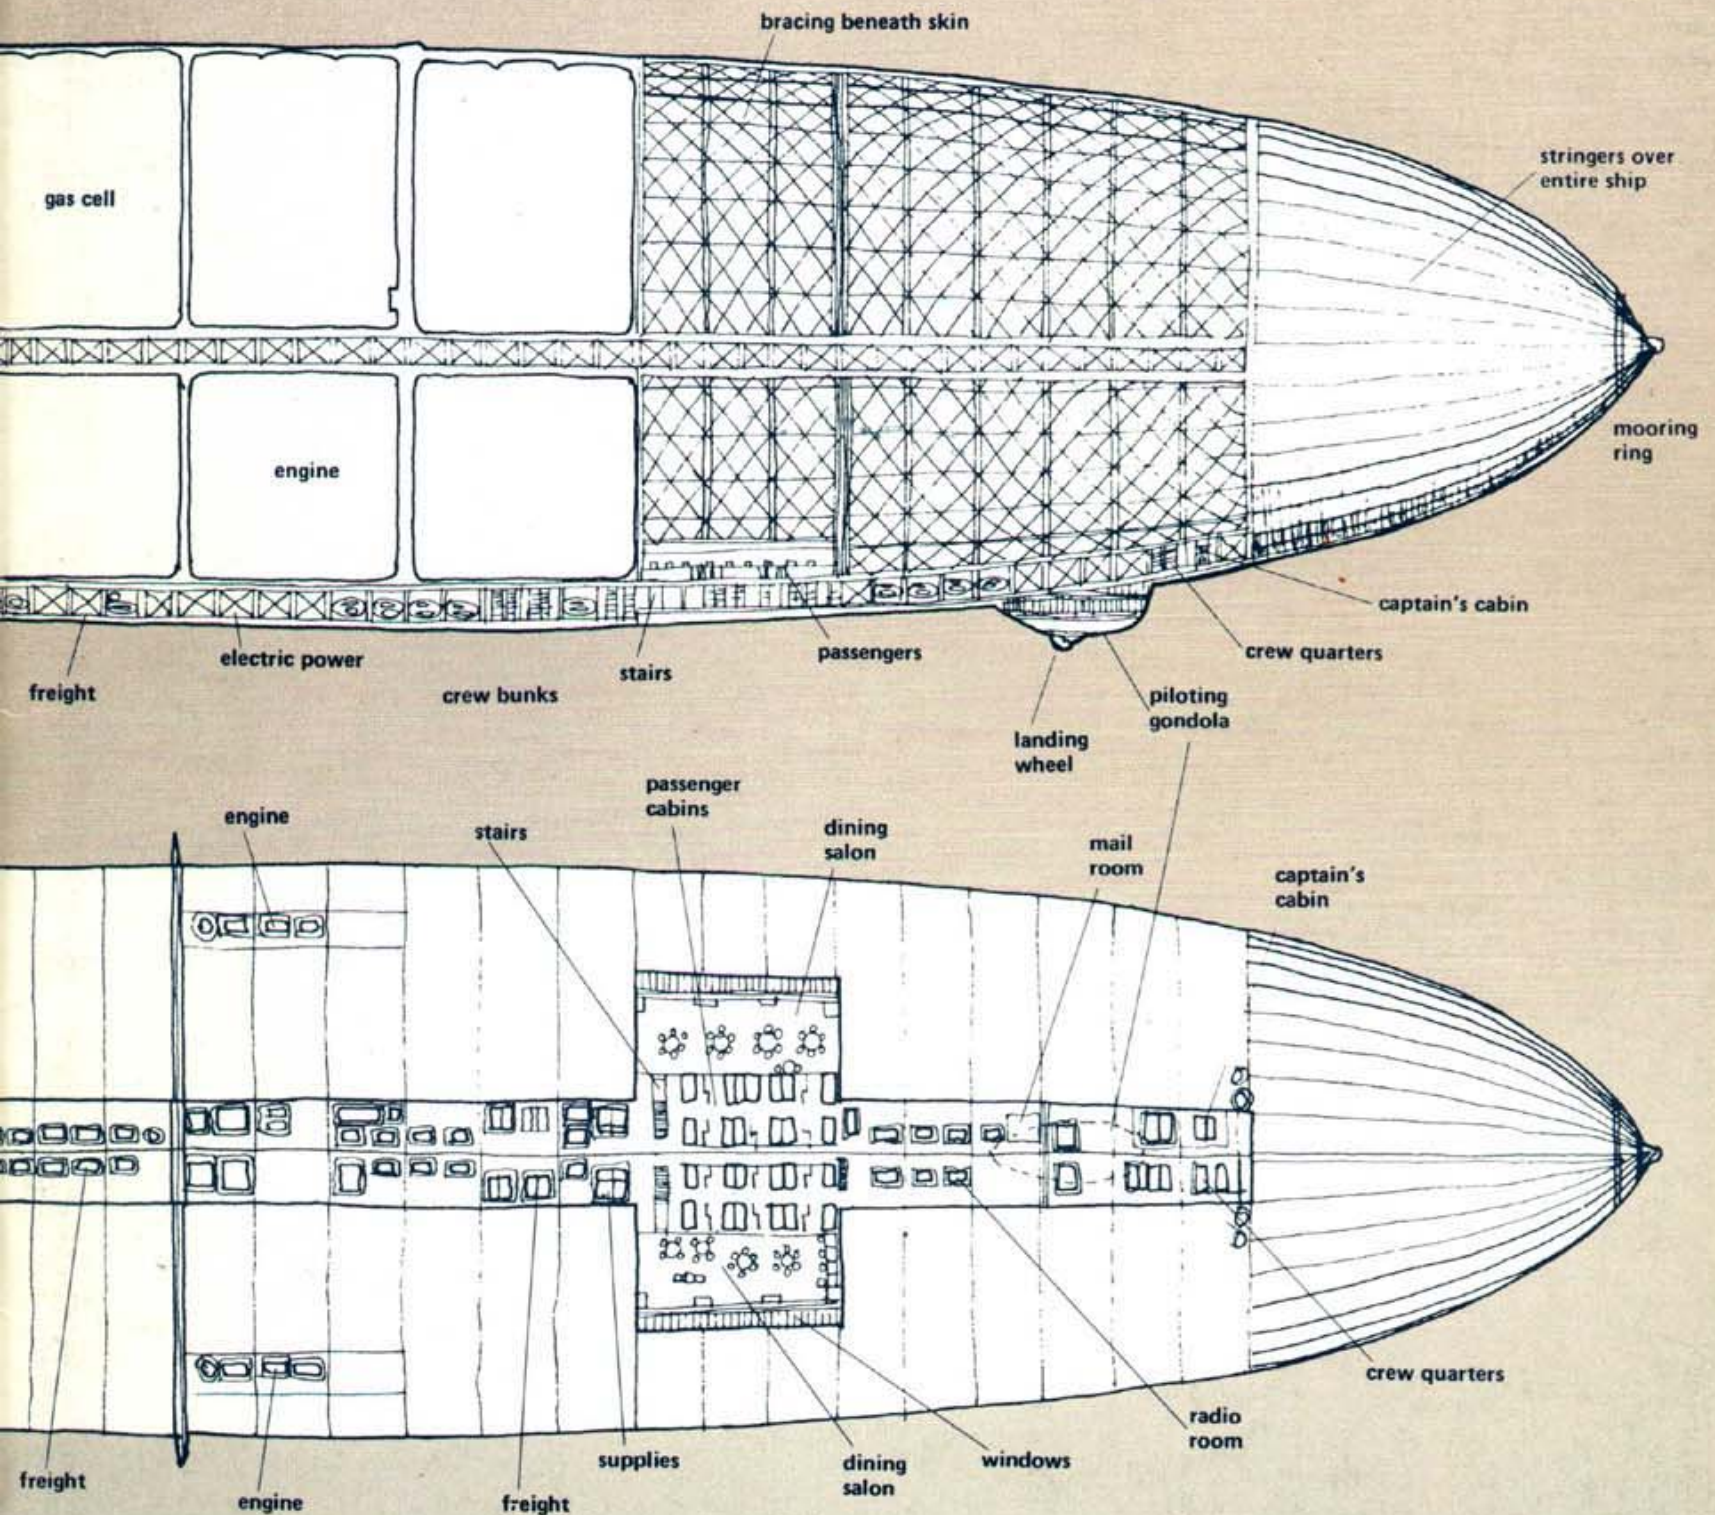 bracing beneath skin
stringers over
entire ship
gas cell
mooring
ring
engine
captain's cabin
crew quarters
passengers
electric power
stairs
freight
crew bunks
piloting
gondola
landing
wheel
passenger
cabins
engine
stairs
dining
salon
mail
room
captain's
cabin
crew quarters
radio
room
supplies
windows
dining
salon
freight
engine
freight